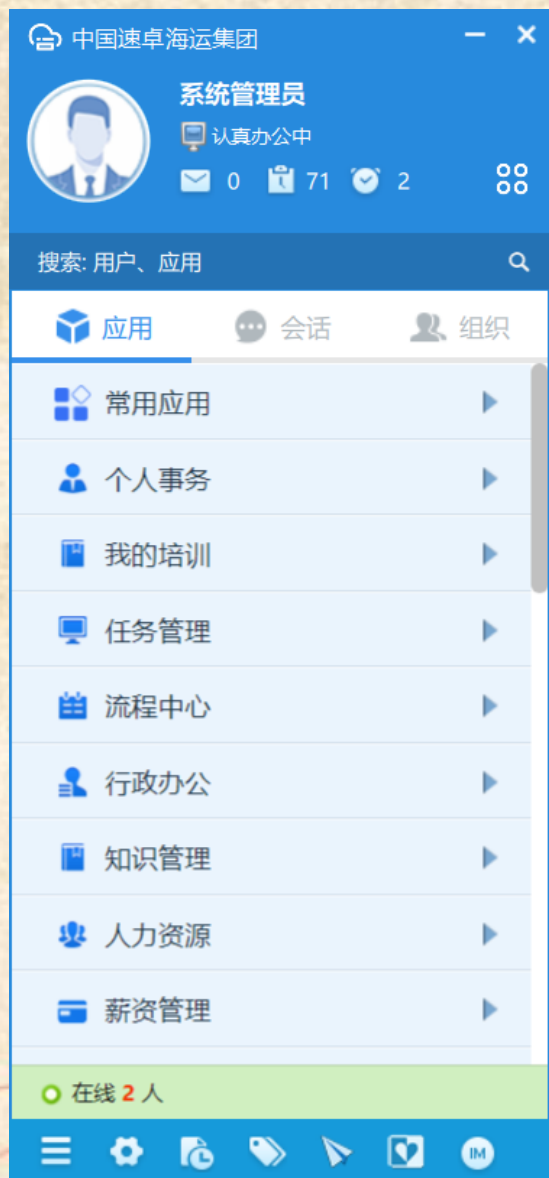 中国速卓海运集团
系统管理员
认真办公中
0 71 2
搜索: 用户、应用
应用 会话 组织
常用应用
个人事务
我的培训
任务管理
流程中心
行政办公
知识管理
人力资源
薪资管理
在线 2 人
IM